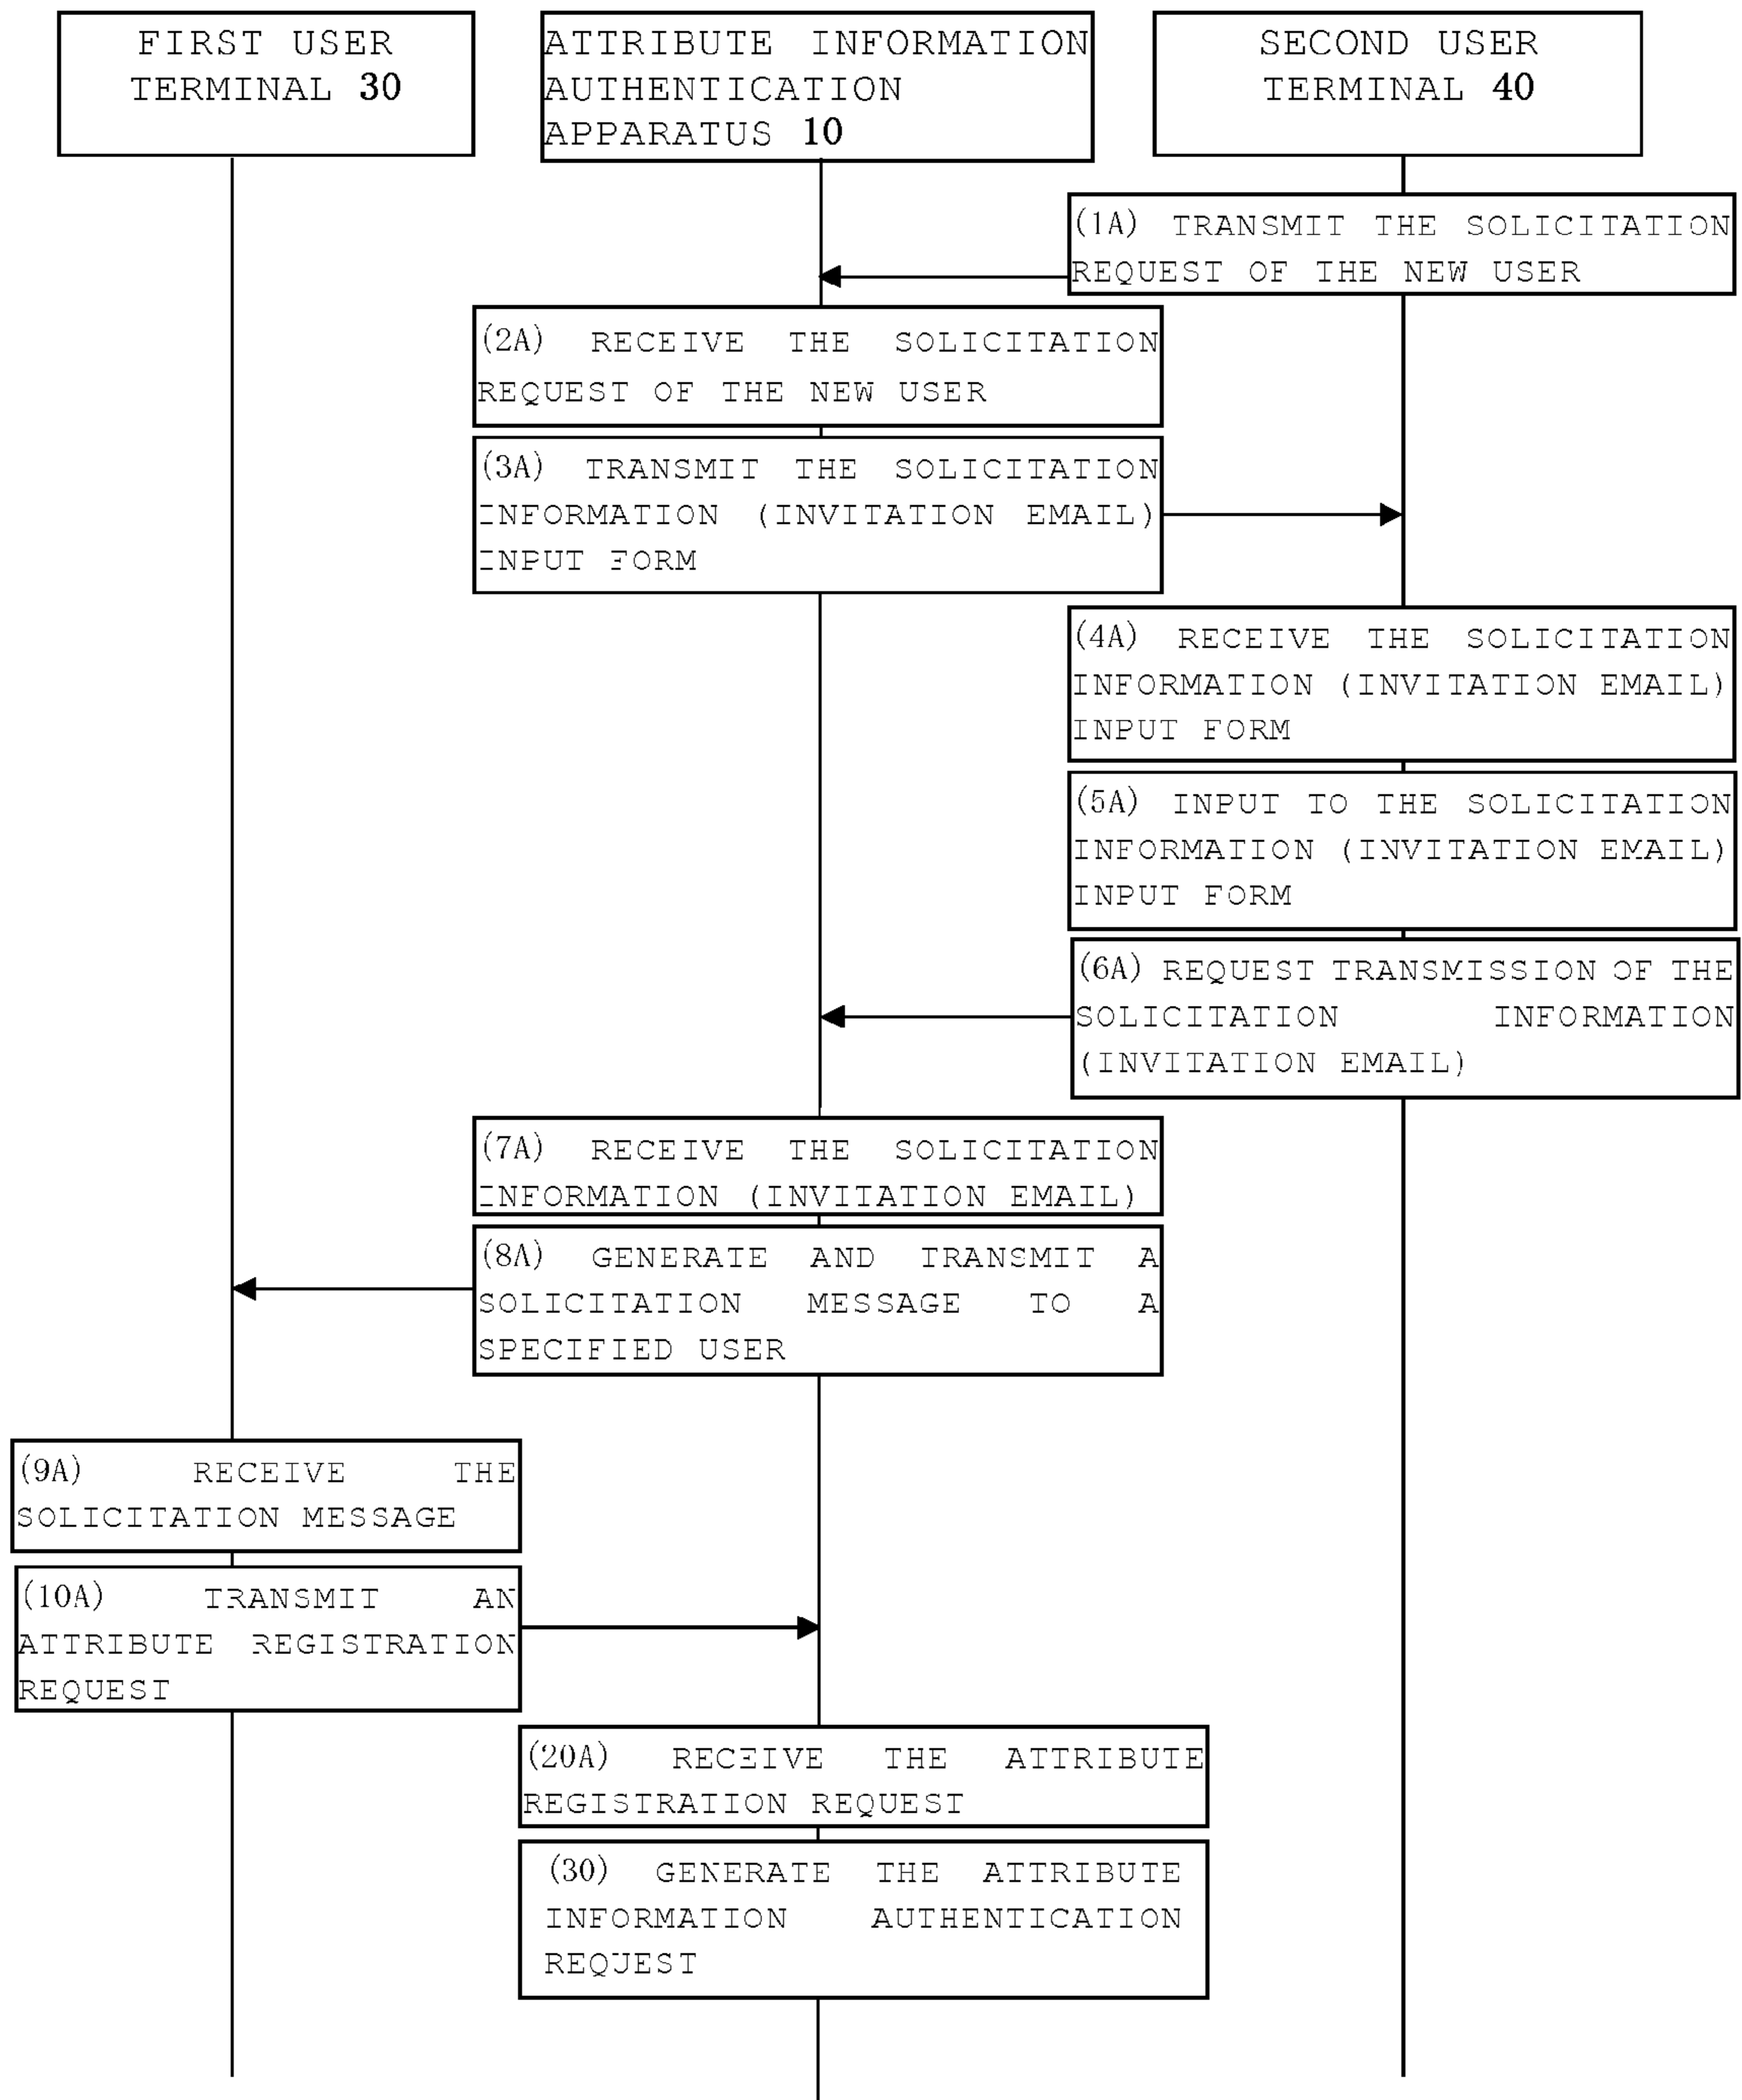 FIRST USER
TERMINAL 30
ATTRIBUTE INFORMATION
AUTHENTICATION
APPARATUS 10
SECOND USER
TERMINAL 40
(1A) TRANSMIT THE SOLICITATION
REQUEST OF THE NEW USER
(2A) RECEIVE THE SOLICITATION
REQUEST OF THE NEW USER
(3A) TRANSMIT THE SOLICITATION
INFORMATION (INVITATION EMAIL)
INPUT FORM
(4A) RECEIVE THE SOLICITATION
INFORMATION (INVITATION EMAIL)
INPUT FORM
(5A) INPUT TO THE SOLICITATION
INFORMATION (INVITATION EMAIL)
INPUT FORM
(6A) REQUEST TRANSMISSION OF THE
SOLICITATION INFORMATION
(INVITATION EMAIL)
(7A) RECEIVE THE SOLICITATION
INFORMATION (INVITATION EMAIL)
(8A) GENERATE AND TRANSMIT A
SOLICITATION MESSAGE TO A
SPECIFIED USER
(9A) RECEIVE THE
SOLICITATION MESSAGE
(10A) TRANSMIT AN
ATTRIBUTE REGISTRATION
REQUEST
(20A) RECEIVE THE ATTRIBUTE
REGISTRATION REQUEST
(30) GENERATE THE ATTRIBUTE
INFORMATION AUTHENTICATION
REQUEST